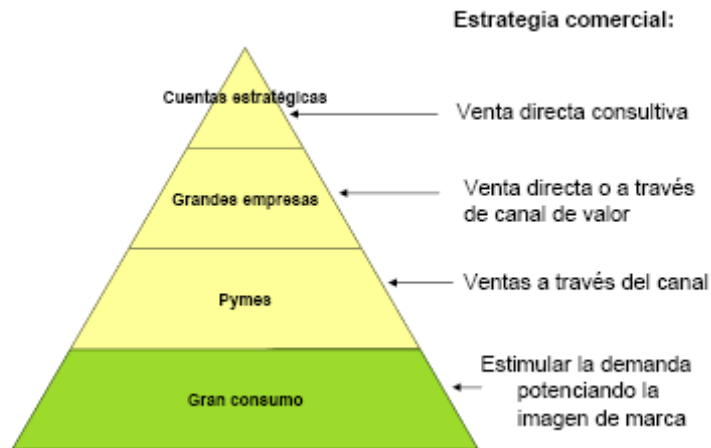 Estrategia comercial:
Cuentas estratégicas
Venta directa consultiva
Grandes empresas
Venta directa o a través
de canal de valor
Pymes
Ventas a través del canal
Gran consumo
Estimular la demanda
potenciando la
imagen de marca